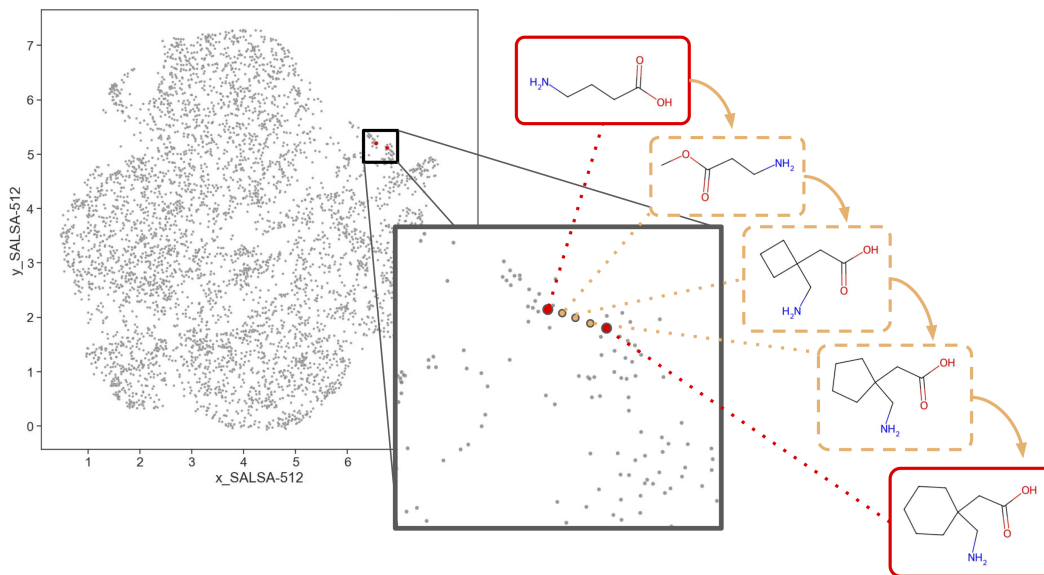 7
6
5
4
3
2
1
0
y_SALSA-512
1 2 3 4 5 6
x_SALSA-512
H₂N
O
OH
O
O
NH₂
OH
O
H₂N
OH
O
NH₂
OH
O
NH₂